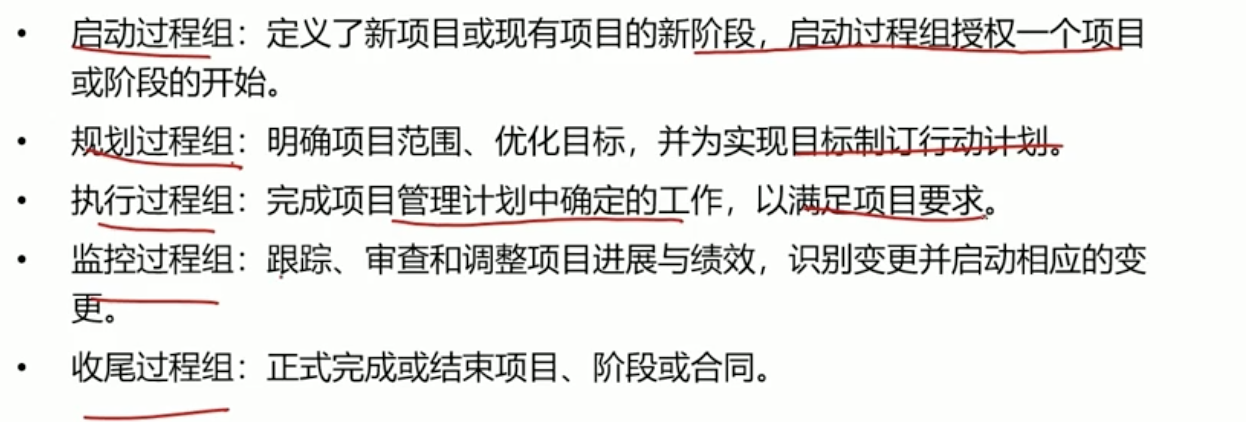 • 启动过程组：定义了新项目或现有项目的新阶段，启动过程组授权一个项目
或阶段的开始。
• 规划过程组：明确项目范围、优化目标，并为实现目标制订行动计划。
• 执行过程组：完成项目管理计划中确定的工作，以满足项目要求。
• 监控过程组：跟踪、审查和调整项目进展与绩效，识别变更并启动相应的变
更。
• 收尾过程组：正式完成或结束项目、阶段或合同。